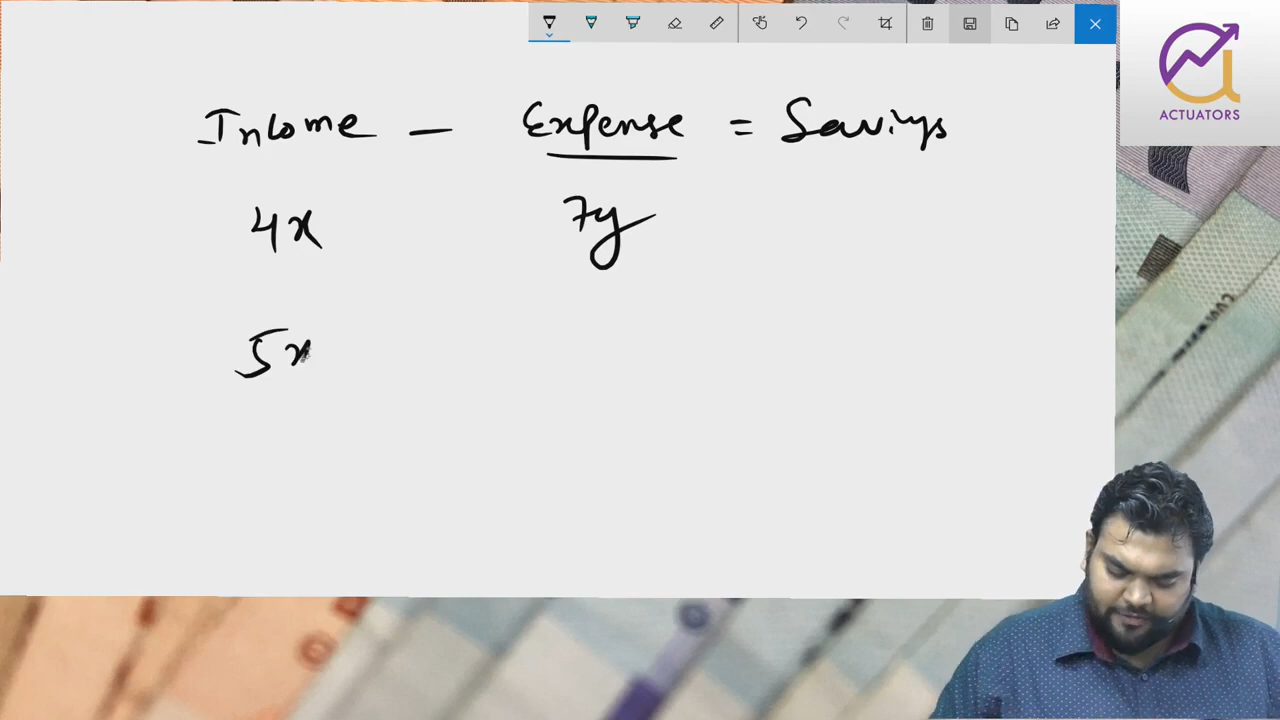 ACTUATORS
Income - Expense = Savings
4x 7y
5x